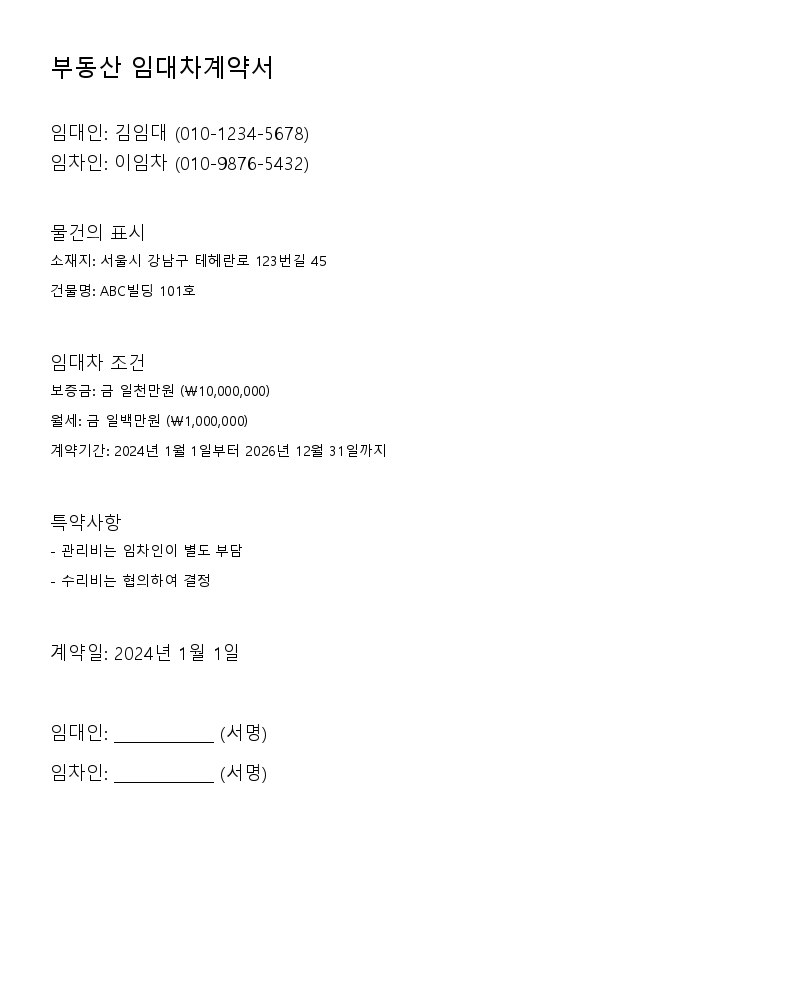 부동산 임대차계약서
임대인: 김임대 (010-1234-5678)
임차인: 이임차 (010-9876-5432)
물건의 표시
소재지: 서울시 강남구 테헤란로 123번길 45
건물명: ABC빌딩 101호
임대차 조건
보증금: 금 일천만원 (₩10,000,000)
월세: 금 일백만원 (₩1,000,000)
계약기간: 2024년 1월 1일부터 2026년 12월 31일까지
특약사항
- 관리비는 임차인이 별도 부담
- 수리비는 협의하여 결정
계약일: 2024년 1월 1일
임대인: __________ (서명)
임차인: __________ (서명)